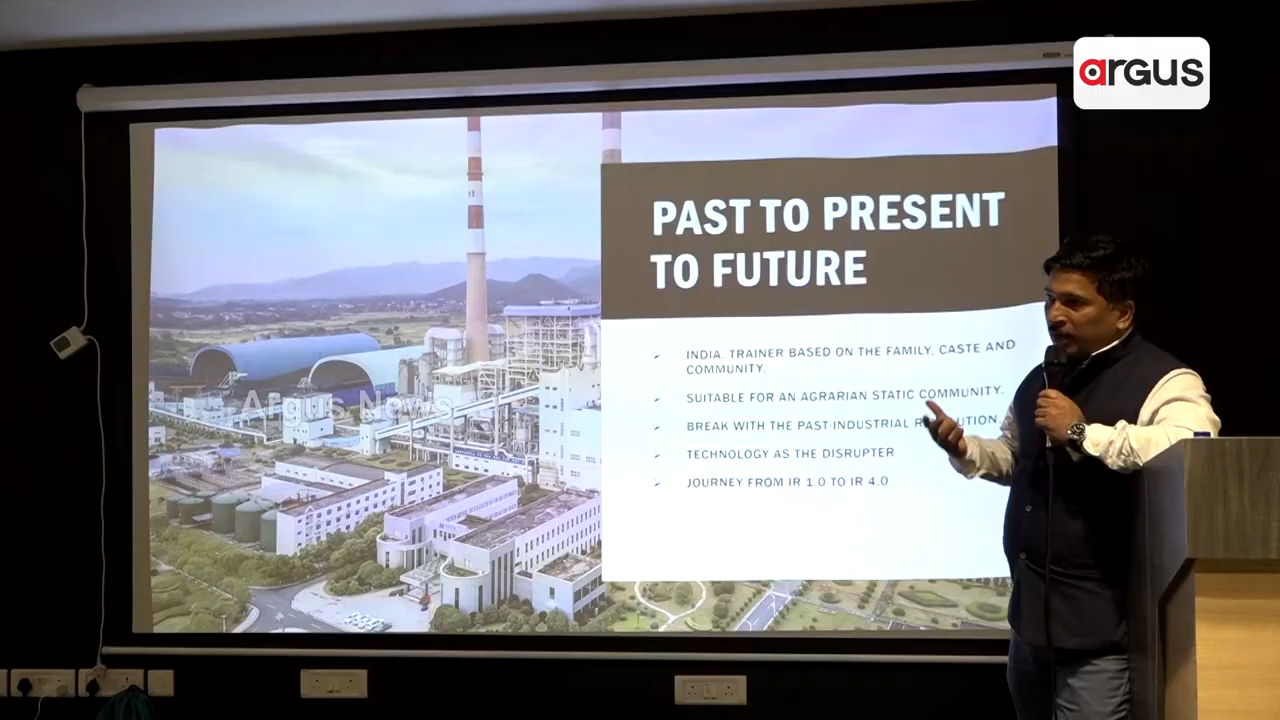 argus
PAST TO PRESENT
TO FUTURE
INDIA: TRAINER BASED ON THE FAMILY, CASTE AND
COMMUNITY.
SUITABLE FOR AN AGRARIAN STATIC COMMUNITY.
BREAK WITH THE PAST-INDUSTRIAL
TECHNOLOGY AS THE DISRUPTER
JOURNEY FROM IR 1.0 TO IR 4.0
Argus News